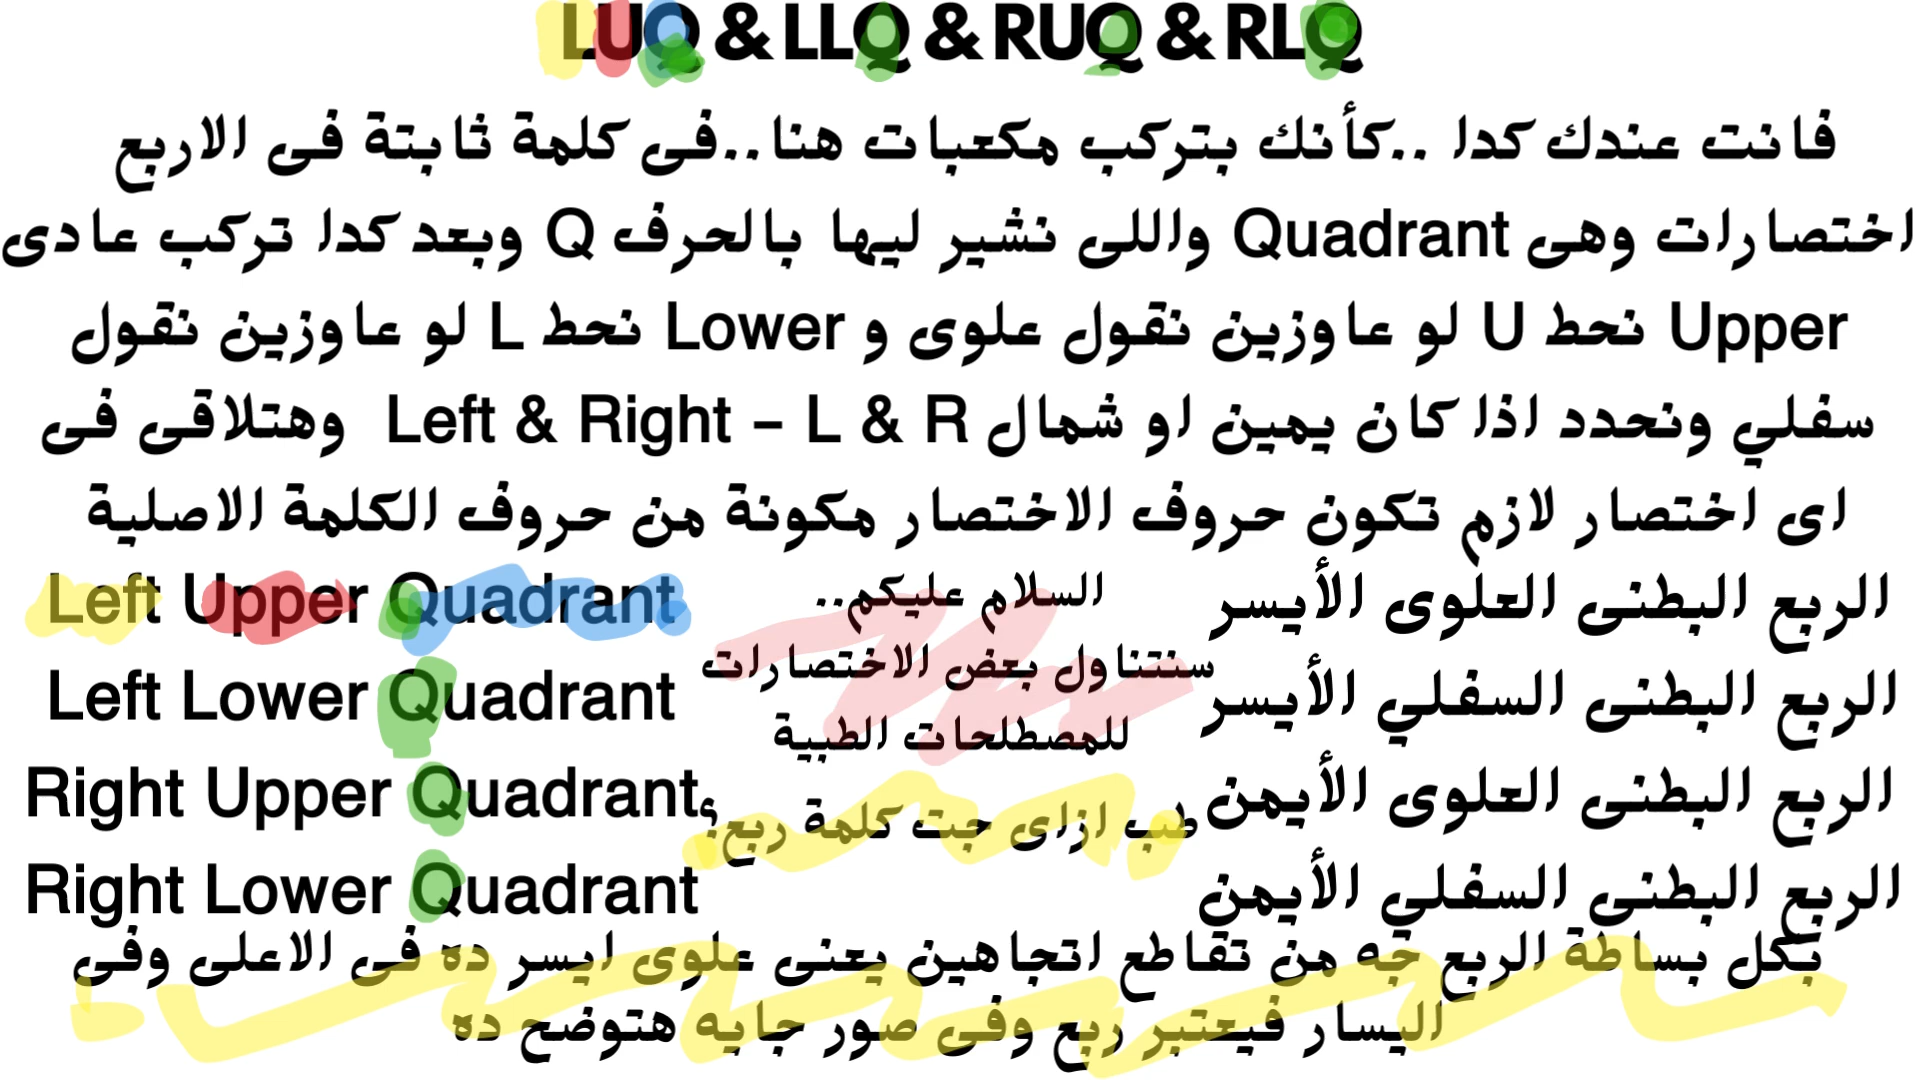 LUQ & LLQ & RUQ & RLQ
فانت عندك كدا ..كأنك بتركب مكعبات هنا..فى كلمة ثابتة فى الاربع
اختصارات وهى Quadrant واللى نشير ليها بالحرف Q وبعد كدا تركب عادى
Upper نحط U لو عاوزين نقول علوى و Lower نحط L لو عاوزين نقول
سفلي ونحدد اذا كان يمين او شمال Left & Right – L & R وهتلاقى فى
اى اختصار لازم تكون حروف الاختصار مكونة من حروف الكلمة الاصلية
Left Upper Quadrant
الربع البطنى العلوى الأيسر
Left Lower Quadrant
الربع البطنى السفلي الأيسر
Right Upper Quadrant
الربع البطنى العلوى الأيمن
Right Lower Quadrant
الربع البطنى السفلي الأيمن
السلام عليكم..
سنتناول بعض الاختصارات
للمصطلحات الطبية
طب ازاى جت كلمة ربع؟
بكل بساطة الربع جه من تقاطع اتجاهين يعنى علوى ايسر ده فى الاعلى وفى
اليسار فيعتبر ربع وفى صور جايه هتوضح ده